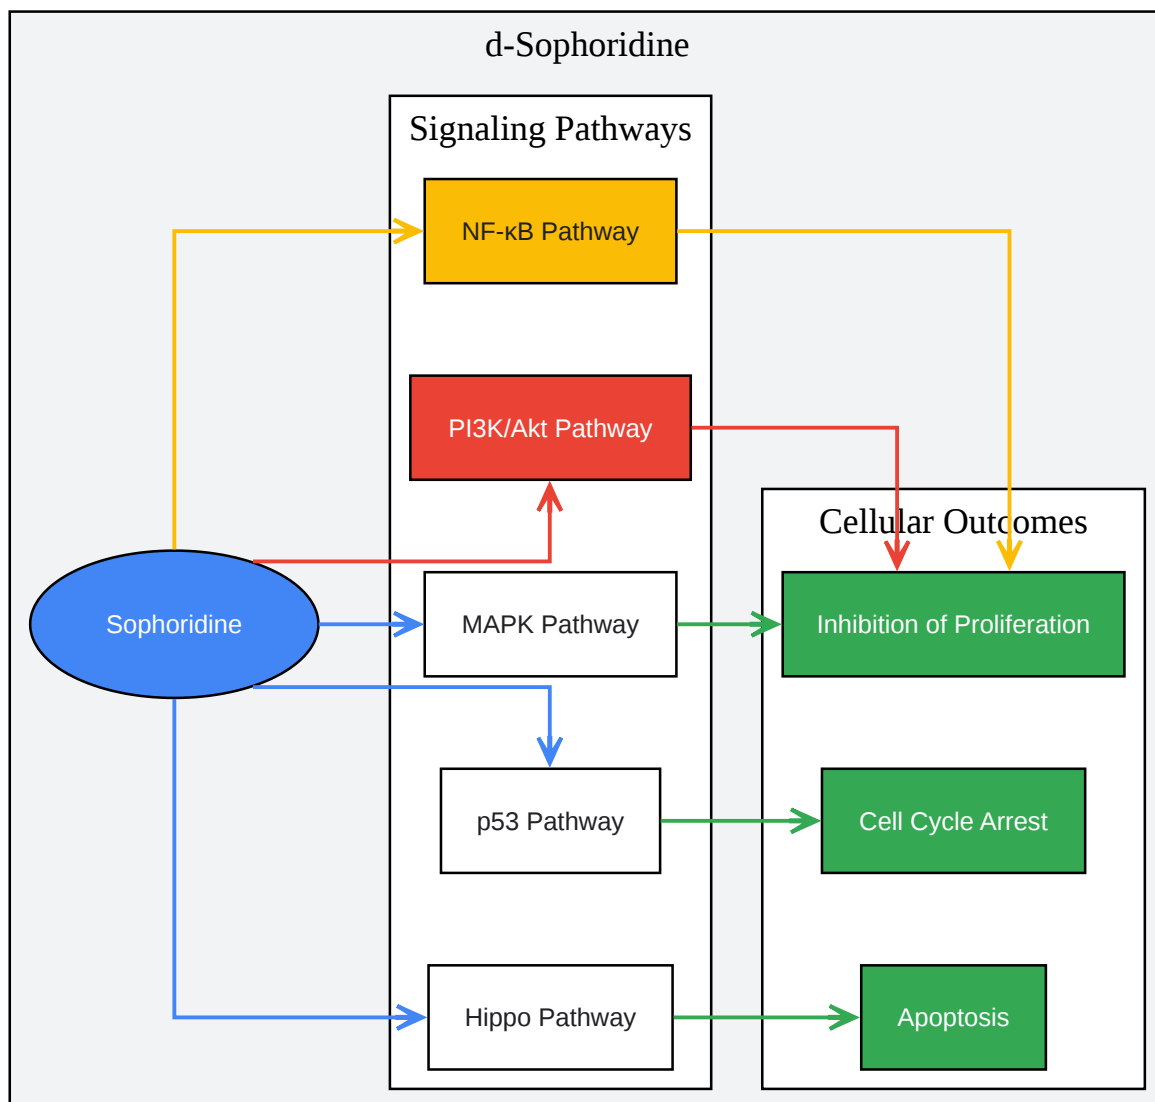 d-Sophoridine
Signaling Pathways
NF-κB Pathway
PI3K/Akt Pathway
Cellular Outcomes
Sophoridine
MAPK Pathway
Inhibition of Proliferation
p53 Pathway
Cell Cycle Arrest
Hippo Pathway
Apoptosis